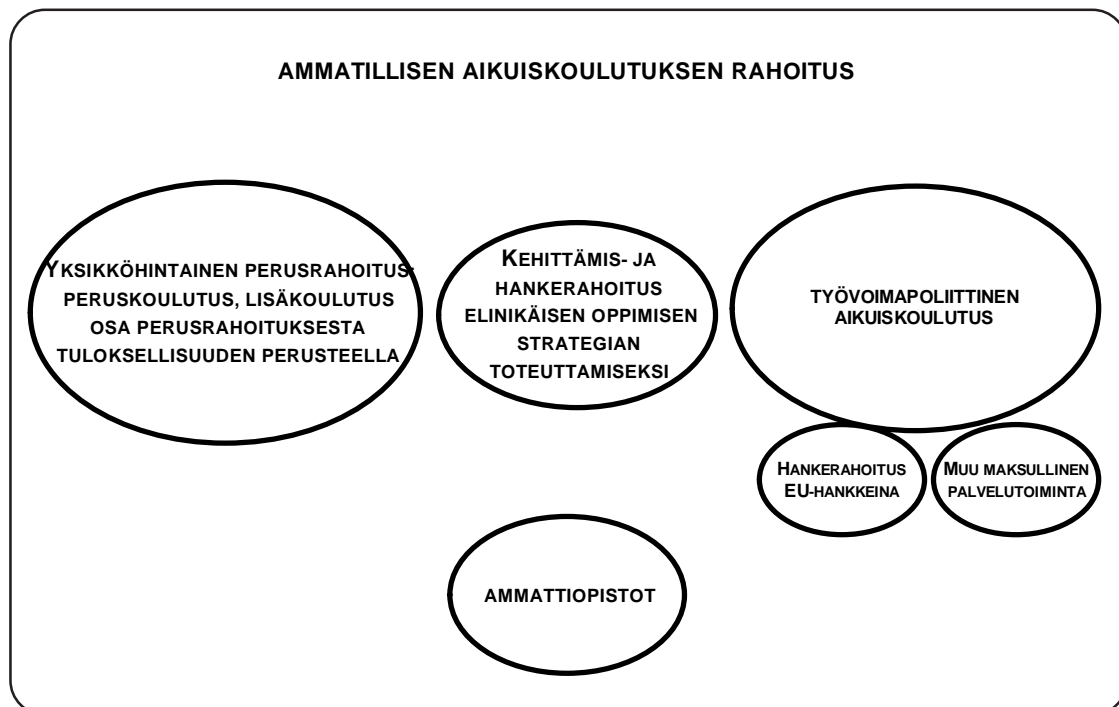 AMMATILLISEN AIKUISKOULUTUKSEN RAHOITUS
YKSIKKÖHINTAINEN PERUSRAHOITUS-
PERUSKOULUTUS, LISÄKOULUTUS
OSA PERUSRAHOITUKSESTA
TULOKSELLISUUDEN PERUSTEELLA
KEHITTÄMIS- JA
HANKERAHOITUS
ELINIKÄISEN OPPIMISEN
STRATEGIAN
TOTEUTTAMISEKSI
TYÖVOIMAPOLIITTINEN
AIKUISKOULUTUS
HANKERAHOITUS
EU-HANKKEINA
MUU MAKSULLINEN
PALVELUTOIMINTA
AMMATTIOPISTOT